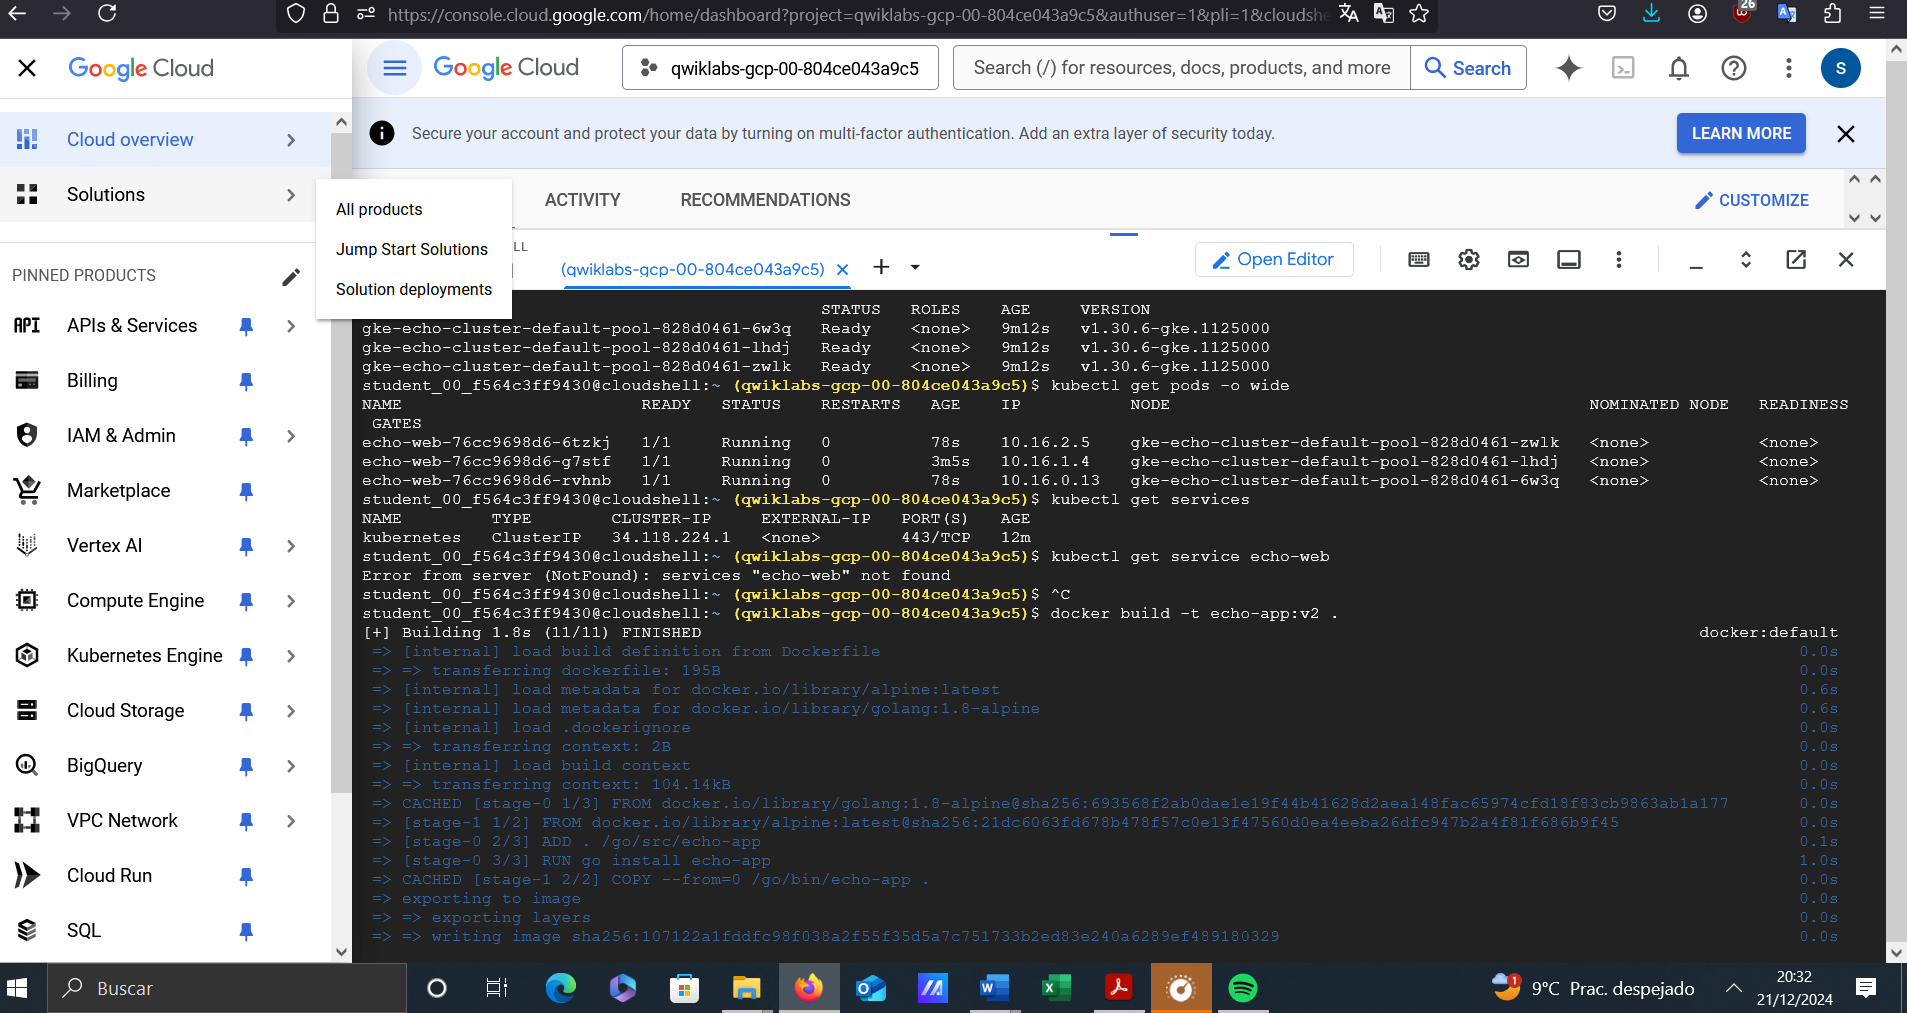 https://console.cloud.google.com/home/dashboard?project=qwiklabs-gcp-00-804ce043a9c5&authuser=1&pli=1&cloudshe
26
Google Cloud
Google Cloud
qwiklabs-gcp-00-804ce043a9c5
Search (/) for resources, docs, products, and more
Search
S
Secure your account and protect your data by turning on multi-factor authentication. Add an extra layer of security today.
LEARN MORE
Cloud overview
Solutions
All products
Jump Start Solutions
Solution deployments
ACTIVITY
RECOMMENDATIONS
CUSTOMIZE
LL
(qwiklabs-gcp-00-804ce043a9c5)
Open Editor
PINNED PRODUCTS
API APIs & Services
Billing
IAM & Admin
Marketplace
Vertex AI
Compute Engine
Kubernetes Engine
Cloud Storage
BigQuery
VPC Network
Cloud Run
SQL
STATUS ROLES AGE VERSION
gke-echo-cluster-default-pool-828d0461-6w3q Ready <none> 9m12s v1.30.6-gke.1125000
gke-echo-cluster-default-pool-828d0461-lhdj Ready <none> 9m12s v1.30.6-gke.1125000
gke-echo-cluster-default-pool-828d0461-zwlk Ready <none> 9m12s v1.30.6-gke.1125000
student_00_f564c3ff9430@cloudshell:~ (qwiklabs-gcp-00-804ce043a9c5)$ kubectl get pods -o wide
NAME READY STATUS RESTARTS AGE IP NODE NOMINATED NODE READINESS
GATES
echo-web-76cc9698d6-6tzkj 1/1 Running 0 78s 10.16.2.5 gke-echo-cluster-default-pool-828d0461-zwlk <none> <none>
echo-web-76cc9698d6-g7stf 1/1 Running 0 3m5s 10.16.1.4 gke-echo-cluster-default-pool-828d0461-lhdj <none> <none>
echo-web-76cc9698d6-rvhnb 1/1 Running 0 78s 10.16.0.13 gke-echo-cluster-default-pool-828d0461-6w3q <none> <none>
student_00_f564c3ff9430@cloudshell:~ (qwiklabs-gcp-00-804ce043a9c5)$ kubectl get services
NAME TYPE CLUSTER-IP EXTERNAL-IP PORT(S) AGE
kubernetes ClusterIP 34.118.224.1 <none> 443/TCP 12m
student_00_f564c3ff9430@cloudshell:~ (qwiklabs-gcp-00-804ce043a9c5)$ kubectl get service echo-web
Error from server (NotFound): services "echo-web" not found
student_00_f564c3ff9430@cloudshell:~ (qwiklabs-gcp-00-804ce043a9c5)$ ^C
student_00_f564c3ff9430@cloudshell:~ (qwiklabs-gcp-00-804ce043a9c5)$ docker build -t echo-app:v2 .
[+] Building 1.8s (11/11) FINISHED docker:default
=> [internal] load build definition from Dockerfile 0.0s
=> => transferring dockerfile: 195B 0.0s
=> [internal] load metadata for docker.io/library/alpine:latest 0.6s
=> [internal] load metadata for docker.io/library/golang:1.8-alpine 0.6s
=> [internal] load .dockerignore 0.0s
=> => transferring context: 2B 0.0s
=> [internal] load build context 0.0s
=> => transferring context: 104.14kB 0.0s
=> CACHED [stage-0 1/3] FROM docker.io/library/golang:1.8-alpine@sha256:693568f2ab0dae1e19f44b41628d2aea148fac65974cfd18f83cb9863ab1a177 0.0s
=> [stage-1 1/2] FROM docker.io/library/alpine:latest@sha256:21dc6063fd678b478f57c0e13f47560d0ea4eeba26dfc947b2a4f81f686b9f45 0.0s
=> [stage-0 2/3] ADD . /go/src/echo-app 0.1s
=> [stage-0 3/3] RUN go install echo-app 1.0s
=> CACHED [stage-1 2/2] COPY --from=0 /go/bin/echo-app . 0.0s
=> exporting to image 0.0s
=> => exporting layers 0.0s
=> => writing image sha256:107122a1fddfc98f038a2f55f35d5a7c751733b2ed83e240a6289ef489180329 0.0s
Buscar
1
9°C Prac. despejado
20:32
21/12/2024